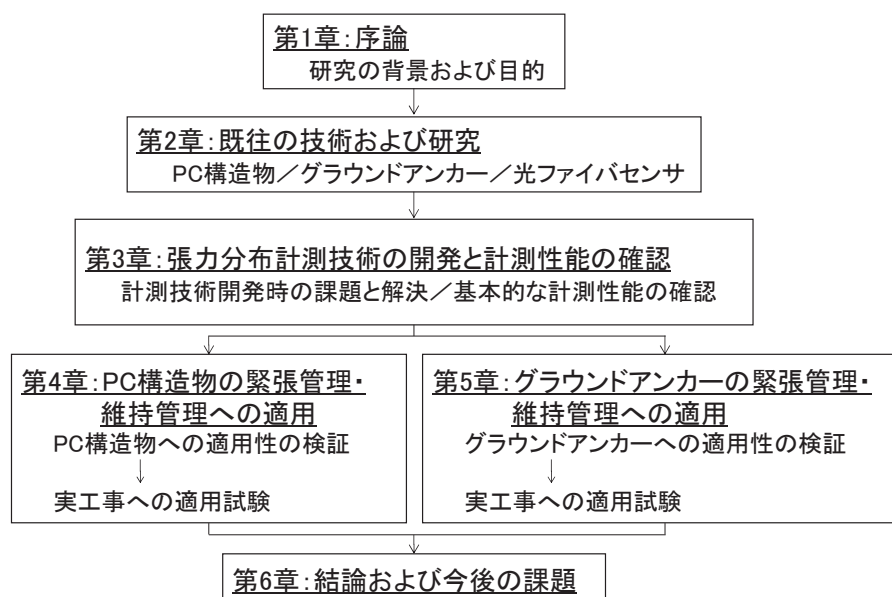 第1章:序論
研究の背景および目的
第2章:既往の技術および研究
PC構造物/グラウンドアンカー/光ファイバセンサ
第3章:張力分布計測技術の開発と計測性能の確認
計測技術開発時の課題と解決/基本的な計測性能の確認
第4章:PC構造物の緊張管理・
維持管理への適用
PC構造物への適用性の検証
実工事への適用試験
第5章:グラウンドアンカーの緊張管理・
維持管理への適用
グラウンドアンカーへの適用性の検証
実工事への適用試験
第6章:結論および今後の課題